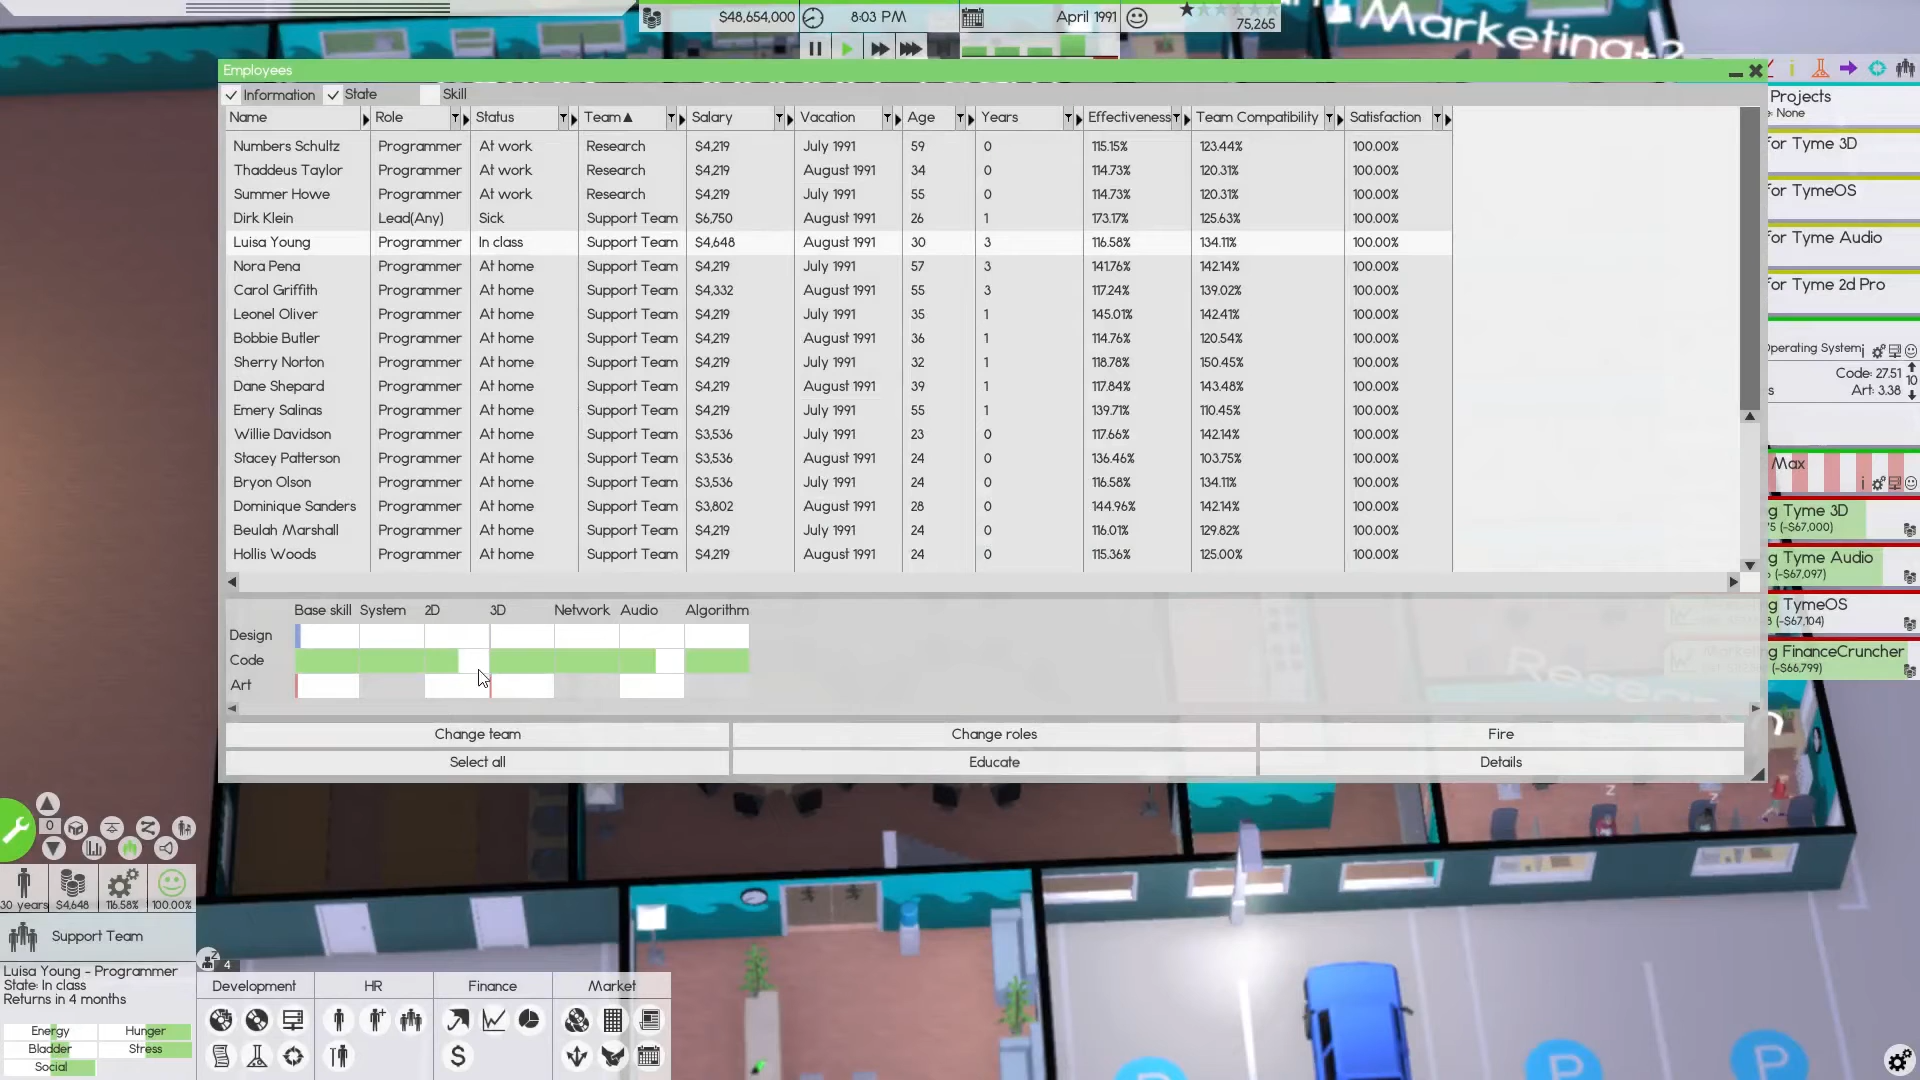 $48,654,000
8:03 PM
April 1991
75,265
Marketing+2
Employees
Information State Skill
Name Role Status Team Salary Vacation Age Years Effectiveness Team Compatibility Satisfaction
Numbers Schultz Programmer At work Research $4,219 July 1991 59 0 115.15% 123.44% 100.00%
Thaddeus Taylor Programmer At work Research $4,219 August 1991 34 0 114.73% 120.31% 100.00%
Summer Howe Programmer At work Research $4,219 July 1991 55 0 114.73% 120.31% 100.00%
Dirk Klein Lead(Any) Sick Support Team $6,750 August 1991 26 1 173.17% 125.63% 100.00%
Luisa Young Programmer In class Support Team $4,648 August 1991 30 3 116.58% 134.11% 100.00%
Nora Pena Programmer At home Support Team $4,219 July 1991 57 3 141.76% 142.14% 100.00%
Carol Griffith Programmer At home Support Team $4,332 August 1991 55 3 117.24% 139.02% 100.00%
Leonel Oliver Programmer At home Support Team $4,219 July 1991 35 1 145.01% 142.41% 100.00%
Bobbie Butler Programmer At home Support Team $4,219 July 1991 36 1 114.76% 120.54% 100.00%
Sherry Norton Programmer At home Support Team $4,219 July 1991 32 1 118.78% 150.45% 100.00%
Dane Shepard Programmer At home Support Team $4,219 August 1991 39 1 117.84% 143.48% 100.00%
Emery Salinas Programmer At home Support Team $4,219 July 1991 55 1 139.71% 110.45% 100.00%
Willie Davidson Programmer At home Support Team $3,536 July 1991 23 0 117.66% 142.14% 100.00%
Stacey Patterson Programmer At home Support Team $3,536 August 1991 24 0 136.46% 103.75% 100.00%
Bryon Olson Programmer At home Support Team $3,536 July 1991 24 0 116.58% 134.11% 100.00%
Dominique Sanders Programmer At home Support Team $3,802 August 1991 28 0 144.96% 142.14% 100.00%
Beulah Marshall Programmer At home Support Team $4,219 July 1991 24 0 116.01% 129.82% 100.00%
Hollis Woods Programmer At home Support Team $4,219 August 1991 24 0 115.36% 125.00% 100.00%
Base skill System 2D 3D Network Audio Algorithm
Design
Code
Art
Change team Change roles Fire
Select all Educate Details
Projects
: None
for Tyme 3D
for TymeOS
for Tyme Audio
for Tyme 2d Pro
Operating System
Code: 27.51
10
Art: 3.38
Max
g Tyme 3D
(-$67,000)
g Tyme Audio
(-$67,097)
g TymeOS
(-$67,104)
Marketing FinanceCruncher
(-$66,799)
Z
Z
0
30 years $4,648 116.58% 100.00%
Support Team
Luisa Young - Programmer
State: In class
Returns in 4 months
Energy Hunger
Bladder Stress
Social
Z
4
Development HR Finance Market
$
P
P
P